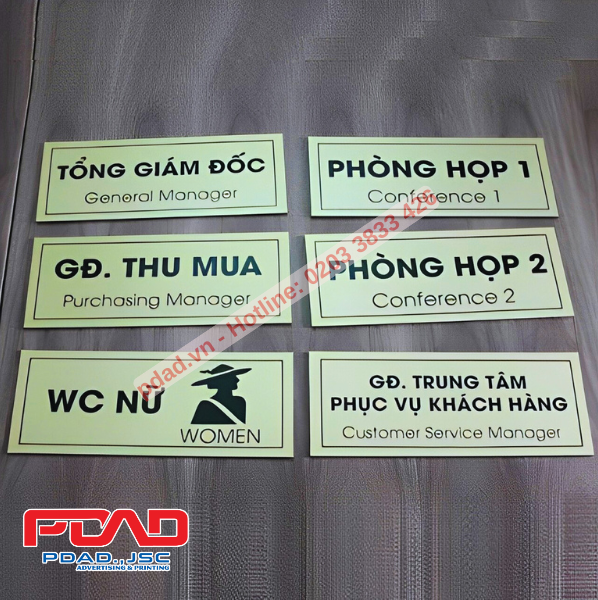 TỔNG GIÁM ĐỐC
General Manager
PHÒNG HỌP 1
Conference 1
GĐ. THU MUA
Purchasing Manager
PHÒNG HỌP 2
Conference 2
WC NỮ
WOMEN
GĐ. TRUNG TÂM
PHỤC VỤ KHÁCH HÀNG
Customer Service Manager
pdad.vn - Hotline: 0203 3833 426
PDAD
PDAD.,JSC
ADVERTISING & PRINTING